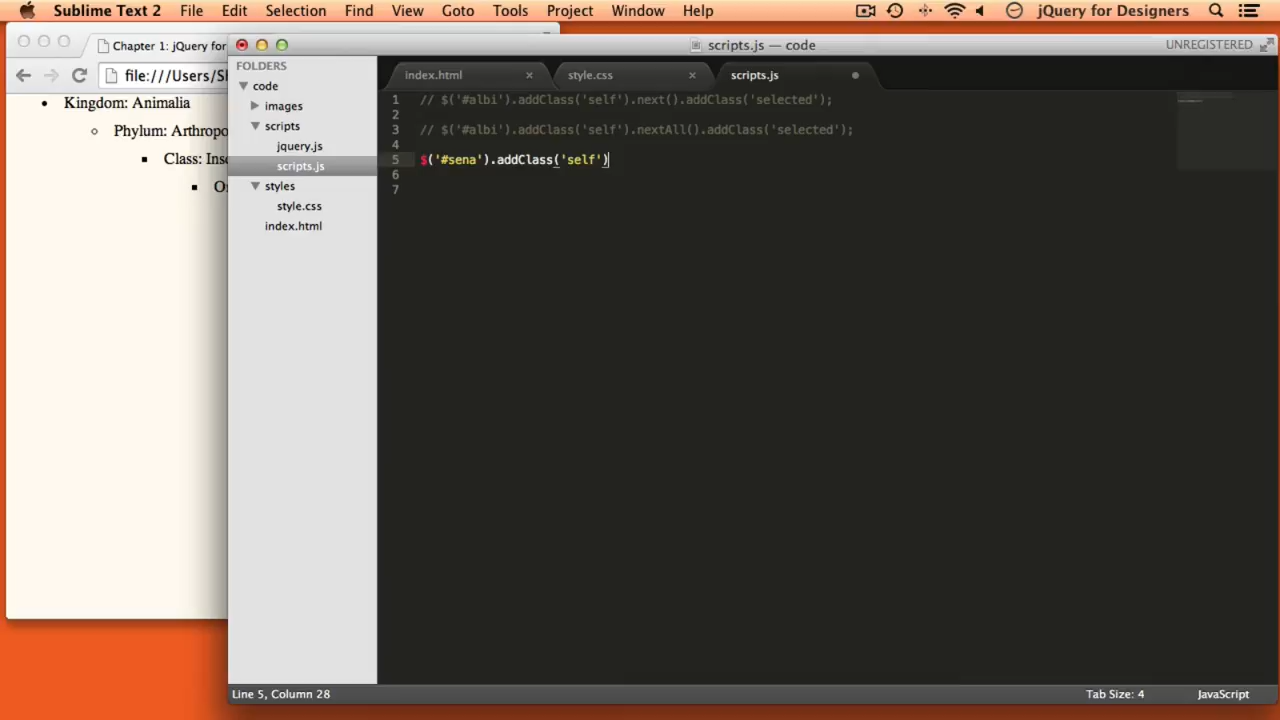 Sublime Text 2 File Edit Selection Find View Goto Tools Project Window Help jQuery for Designers
Chapter 1: jQuery for
file:///Users/Sh
Kingdom: Animalia
Phylum: Arthropo
Class: Inse
scripts.js — code
UNREGISTERED
FOLDERS
code
images
scripts
jquery.js
scripts.js
styles
style.css
index.html
index.html
style.css
scripts.js
1 // $('#albi').addClass('self').next().addClass('selected');
2
3 // $('#albi').addClass('self').nextAll().addClass('selected');
4
5 $('#sena').addClass('self')
6
7
Line 5, Column 28
Tab Size: 4
JavaScript